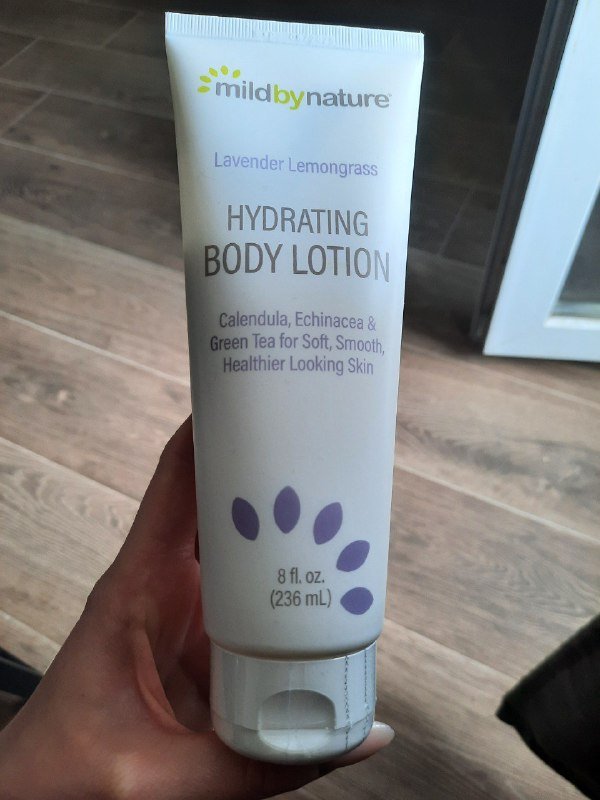 mildbynature
Lavender Lemongrass
HYDRATING
BODY LOTION
Calendula, Echinacea &
Green Tea for Soft, Smooth,
Healthier Looking Skin
8 fl. oz.
(236 mL)